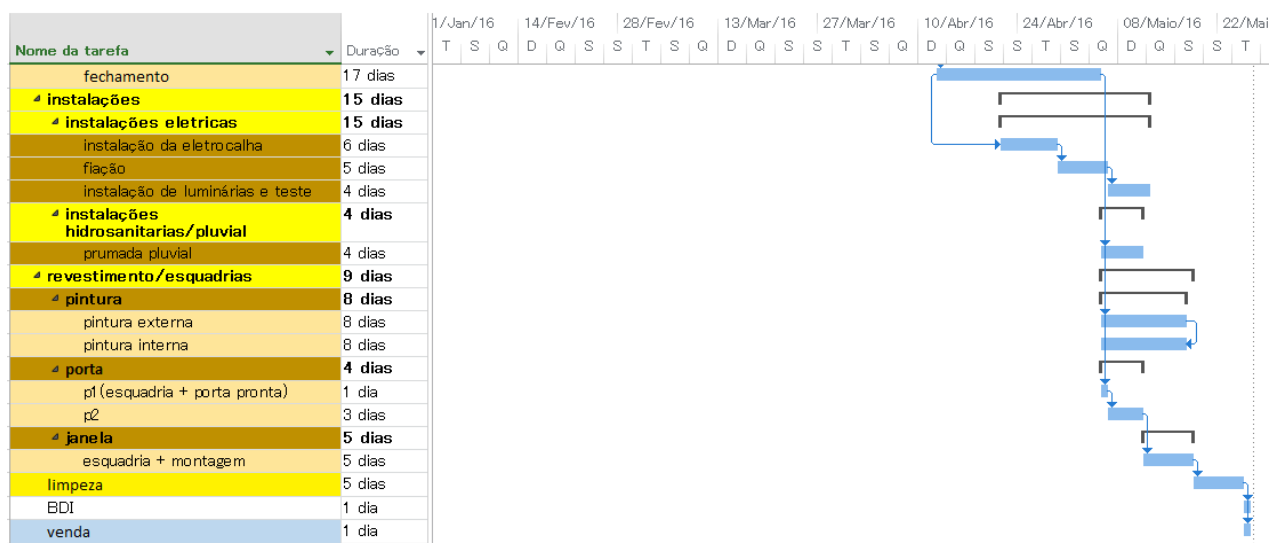 1/Jan/16 14/Fev/16 28/Fev/16 13/Mar/16 27/Mar/16 10/Abr/16 24/Abr/16 08/Maio/16 22/Mai
Nome da tarefa Duração T S Q D Q S S T S Q D Q S S T S Q D Q S S T S Q D Q S S T
fechamento 17 dias
instalações 15 dias
instalações eletricas 15 dias
instalação da eletrocalha 6 dias
fiação 5 dias
instalação de luminárias e teste 4 dias
instalações 4 dias
hidrosanitarias/pluvial
prumada pluvial 4 dias
revestimento/esquadrias 9 dias
pintura 8 dias
pintura externa 8 dias
pintura interna 8 dias
porta 4 dias
p1(esquadria + porta pronta) 1 dia
p2 3 dias
janela 5 dias
esquadria + montagem 5 dias
limpeza 5 dias
BDI 1 dia
venda 1 dia